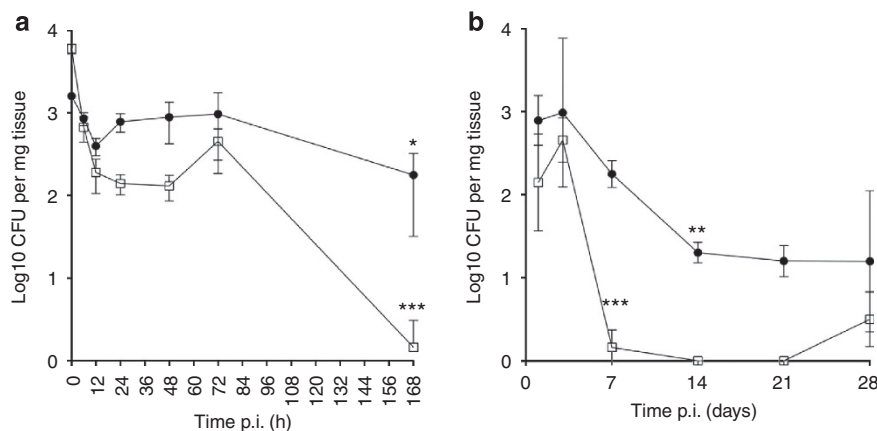 a
4
3
2
1
0
Log10 CFU per mg tissue
*
***
0 12 24 36 48 60 72 84 96 108 120 132 144 156 168
Time p.i. (h)
b
4
3
2
1
0
Log10 CFU per mg tissue
***
**
0 7 14 21 28
Time p.i. (days)